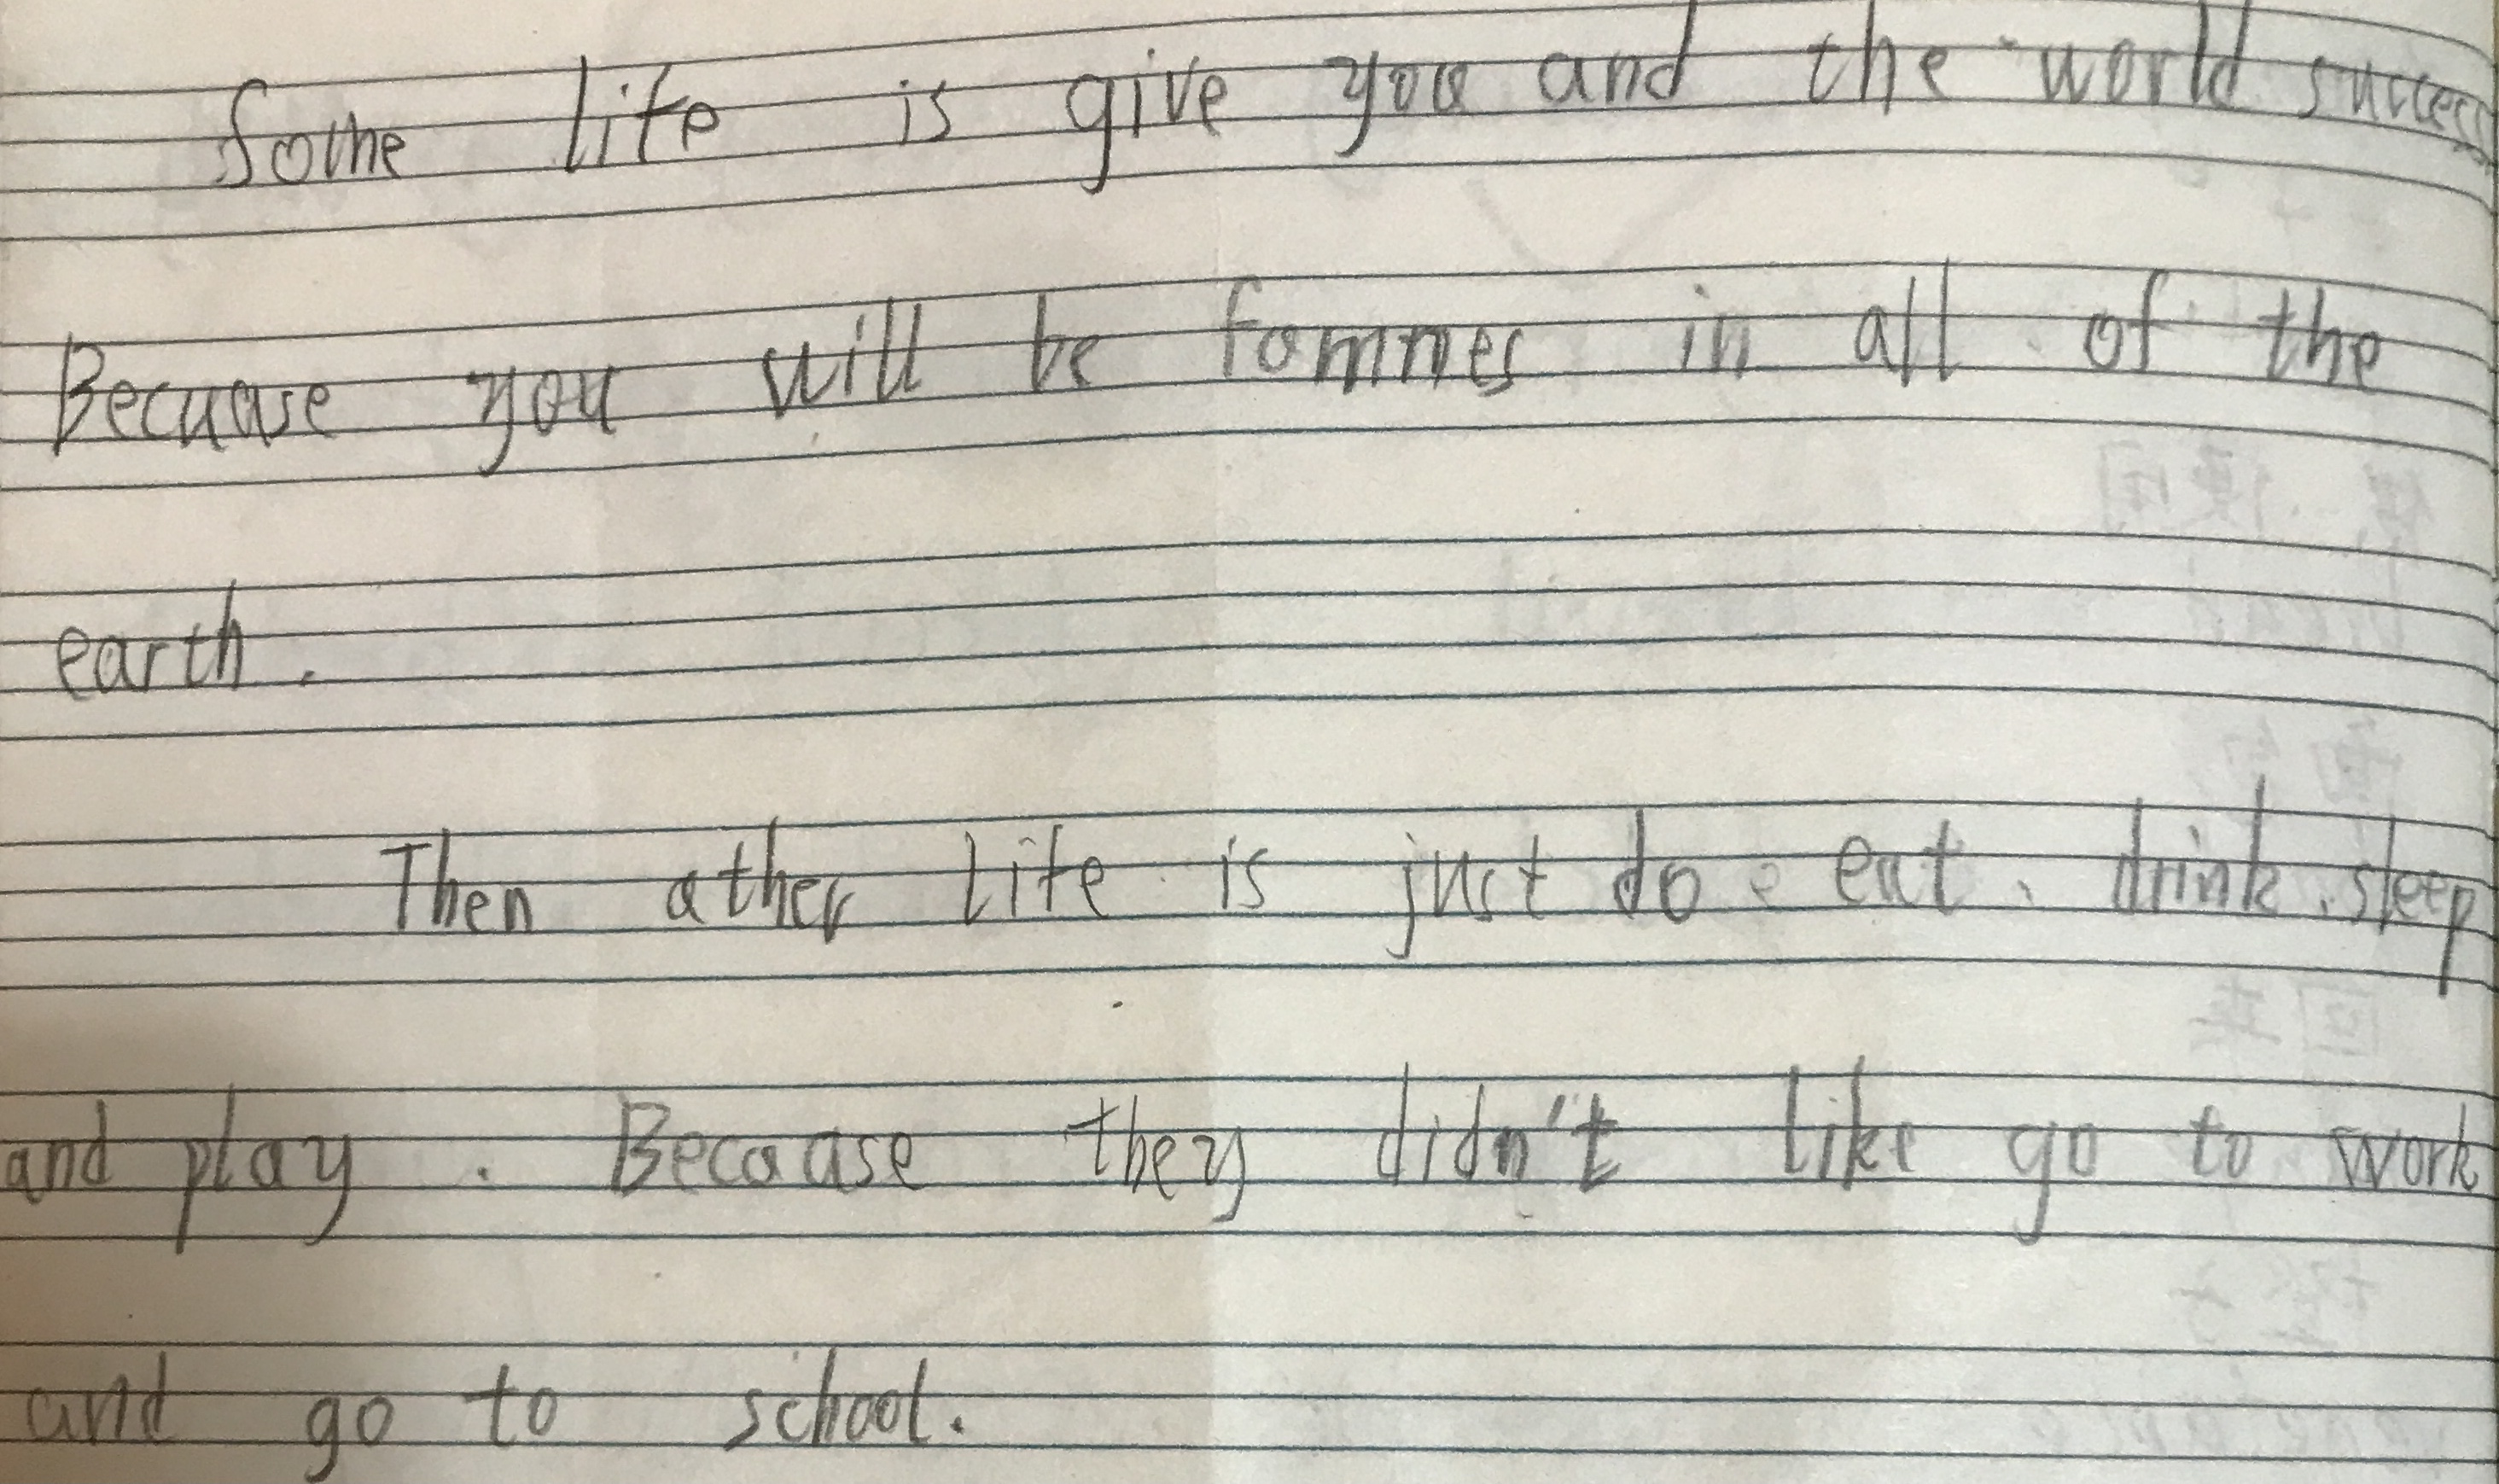 Some life is give you and the world success
Becuase you will be fommes in all of the
earth.
Then other life is just do eat. drink. sleep
and play. Becaase they didn't like go to work
and go to school.